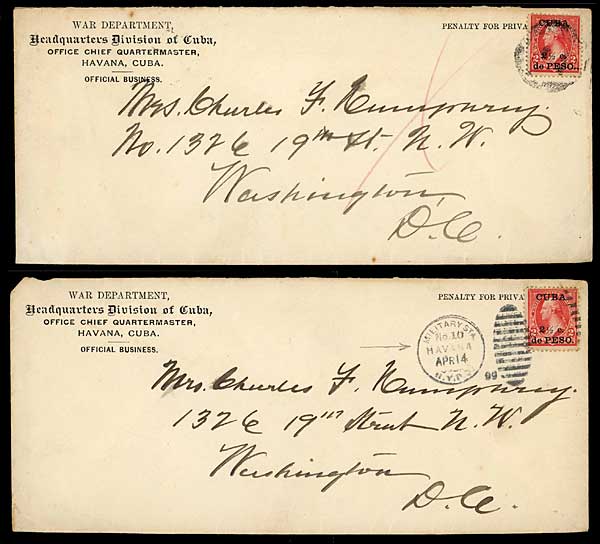 WAR DEPARTMENT,
Headquarters Division of Cuba,
OFFICE CHIEF QUARTERMASTER,
HAVANA, CUBA.
OFFICIAL BUSINESS.
PENALTY FOR PRIVA
CUBA.
2½ c.
de PESO.
Mrs. Charles F. Humphrey.
No. 1326 19th St. N. W.
Washington,
D. C.
WAR DEPARTMENT,
Headquarters Division of Cuba,
OFFICE CHIEF QUARTERMASTER,
HAVANA, CUBA.
OFFICIAL BUSINESS.
PENALTY FOR PRIVA
CUBA.
2½ c.
de PESO.
MILITARY STA.
No. 10
HAVANA
APR 14
99
Mrs. Charles F. Humphrey.
1326 19th Street N. W.
Washington
D. C.